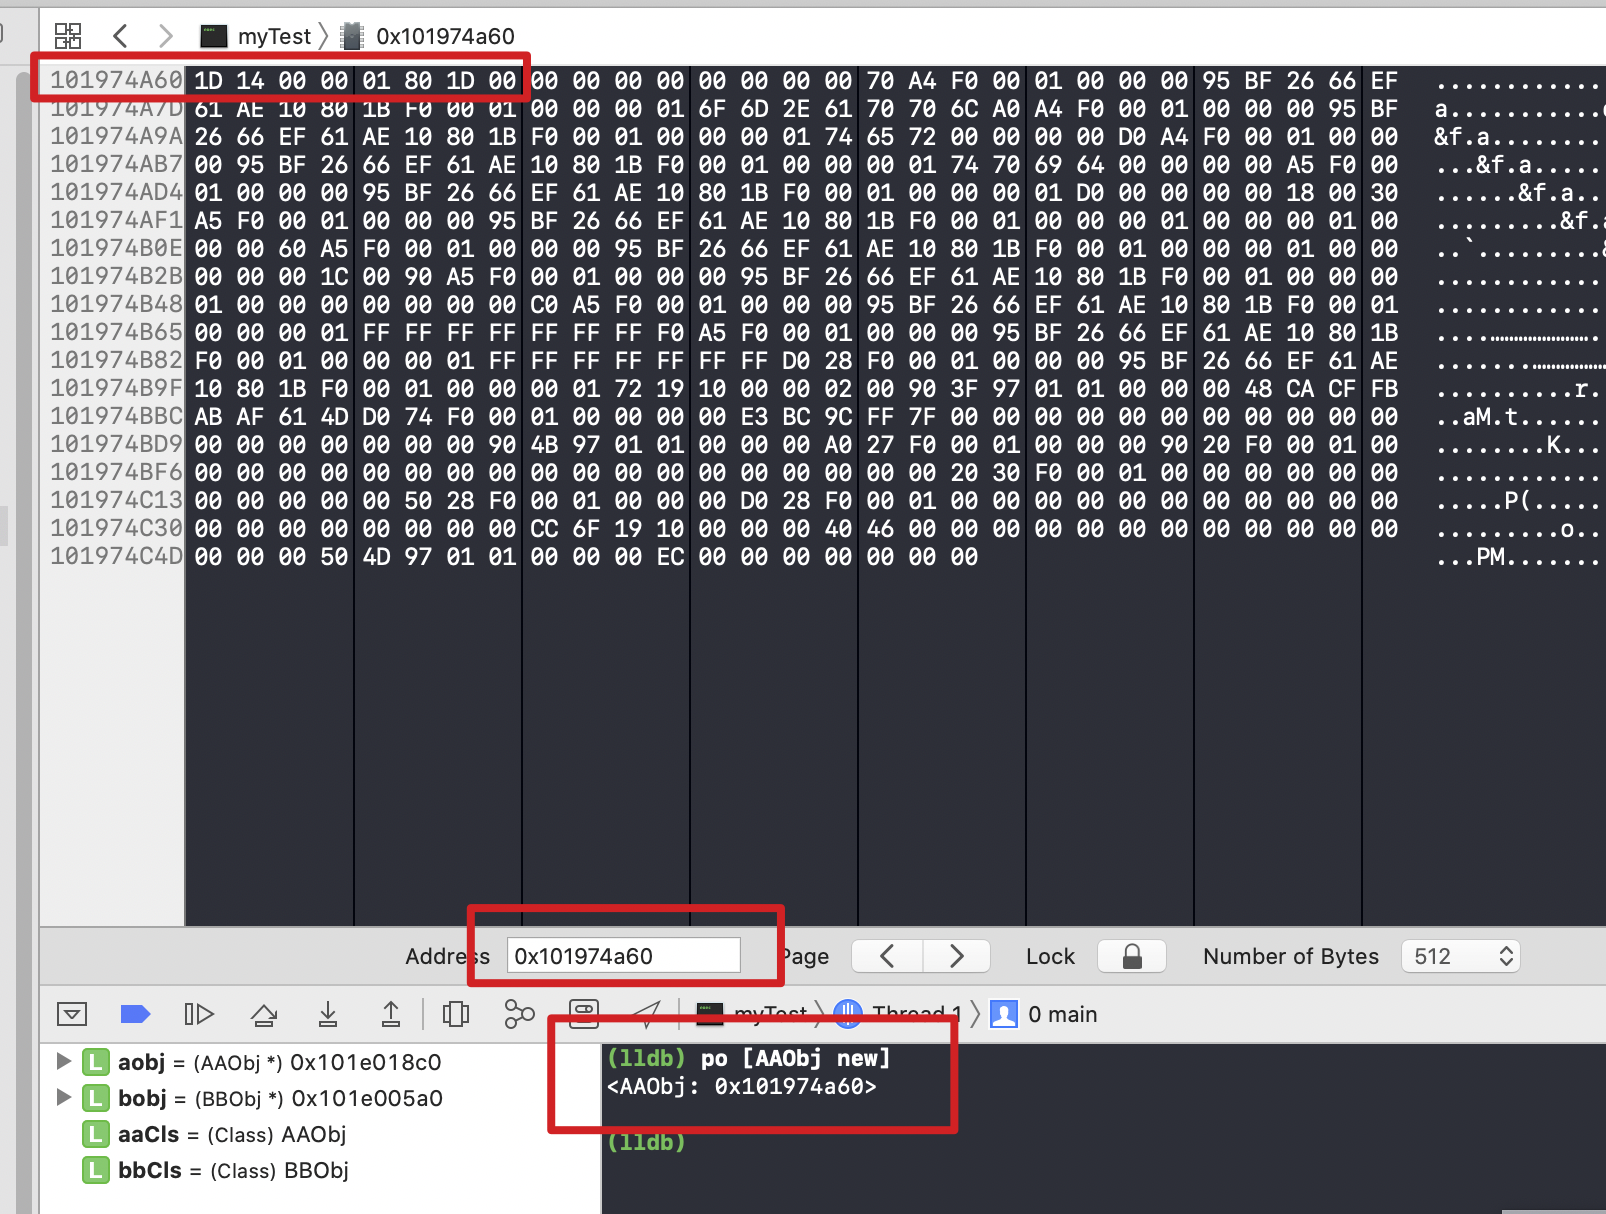 myTest 0x101974a60
101974A60 1D 14 00 00 01 80 1D 00 00 00 00 00 00 00 00 00 70 A4 F0 00 01 00 00 00 95 BF 26 66 EF ............
101974A7D 61 AE 10 80 1B F0 00 01 00 00 00 01 6F 6D 2E 61 70 70 6C A0 A4 F0 00 01 00 00 00 95 BF a...........
101974A9A 26 66 EF 61 AE 10 80 1B F0 00 01 00 00 00 01 74 65 72 00 00 00 00 D0 A4 F0 00 01 00 00 &f.a........
101974AB7 00 95 BF 26 66 EF 61 AE 10 80 1B F0 00 01 00 00 00 01 74 70 69 64 00 00 00 00 A5 F0 00 ...&f.a.....
101974AD4 01 00 00 00 95 BF 26 66 EF 61 AE 10 80 1B F0 00 01 00 00 00 01 D0 00 00 00 00 18 00 30 ......&f.a..
101974AF1 A5 F0 00 01 00 00 00 95 BF 26 66 EF 61 AE 10 80 1B F0 00 01 00 00 00 01 00 00 00 01 00 .........&f.
101974B0E 00 00 60 A5 F0 00 01 00 00 00 95 BF 26 66 EF 61 AE 10 80 1B F0 00 01 00 00 00 01 00 00 ..`.........
101974B2B 00 00 00 1C 00 90 A5 F0 00 01 00 00 00 95 BF 26 66 EF 61 AE 10 80 1B F0 00 01 00 00 00 ............
101974B48 01 00 00 00 00 00 00 00 C0 A5 F0 00 01 00 00 00 95 BF 26 66 EF 61 AE 10 80 1B F0 00 01 ............
101974B65 00 00 00 01 FF FF FF FF FF FF FF F0 A5 F0 00 01 00 00 00 95 BF 26 66 EF 61 AE 10 80 1B
101974B82 F0 00 01 00 00 00 01 FF FF FF FF FF FF FF D0 28 F0 00 01 00 00 00 95 BF 26 66 EF 61 AE
101974B9F 10 80 1B F0 00 01 00 00 00 01 72 19 10 00 00 02 00 90 3F 97 01 01 00 00 00 48 CA CF FB ..........r.
101974BBC AB AF 61 4D D0 74 F0 00 01 00 00 00 00 E3 BC 9C FF 7F 00 00 00 00 00 00 00 00 00 00 00 ..aM.t......
101974BD9 00 00 00 00 00 00 00 90 4B 97 01 01 00 00 00 A0 27 F0 00 01 00 00 00 90 20 F0 00 01 00 ........K...
101974BF6 00 00 00 00 00 00 00 00 00 00 00 00 00 00 00 00 00 00 20 30 F0 00 01 00 00 00 00 00 00 ............
101974C13 00 00 00 00 00 50 28 F0 00 01 00 00 00 D0 28 F0 00 01 00 00 00 00 00 00 00 00 00 00 00 .....P(.....
101974C30 00 00 00 00 00 00 00 00 CC 6F 19 10 00 00 00 40 46 00 00 00 00 00 00 00 00 00 00 00 00 .........o..
101974C4D 00 00 00 50 4D 97 01 01 00 00 00 EC 00 00 00 00 00 00 00 ...PM.......
Address 0x101974a60 Page Lock Number of Bytes 512
myTest Thread 1 0 main
L aobj = (AAObj *) 0x101e018c0
L bobj = (BBObj *) 0x101e005a0
L aaCls = (Class) AAObj
L bbCls = (Class) BBObj
(lldb) po [AAObj new]
<AAObj: 0x101974a60>
(lldb)